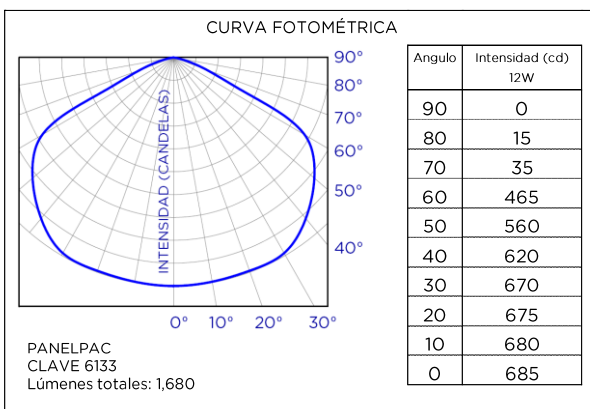 CURVA FOTOMÉTRICA
90°
80°
70°
60°
50°
40°
0° 10° 20° 30°
INTENSIDAD (CANDELAS)
PANELPAC
CLAVE 6133
Lúmenes totales: 1,680
Angulo Intensidad (cd)
12W
90 0
80 15
70 35
60 465
50 560
40 620
30 670
20 675
10 680
0 685